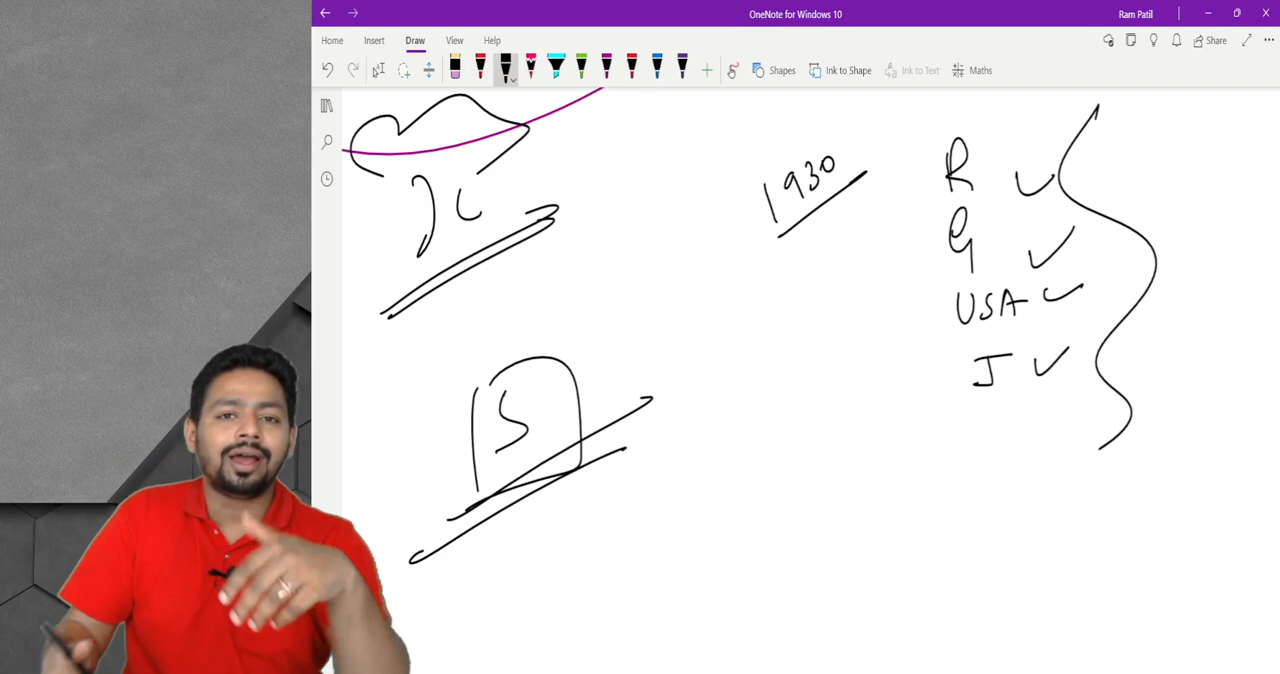 OneNote for Windows 10
Ram Patil
Home Insert Draw View Help
Share
Shapes Ink to Shape Ink to Text Maths
1930
R
G
USA
J
S